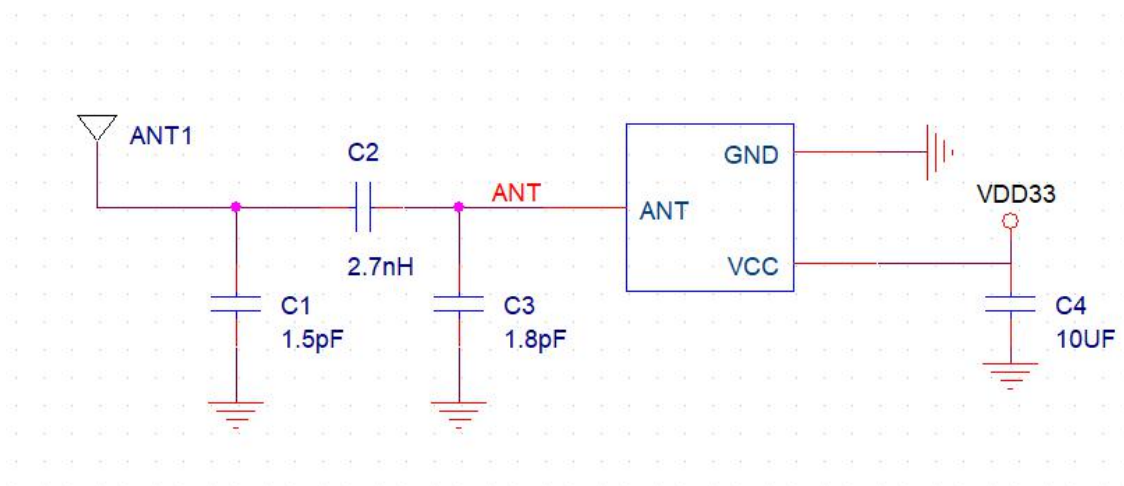 ANT1
C2
2.7nH
ANT
C1
1.5pF
C3
1.8pF
ANT
GND
VCC
VDD33
C4
10UF